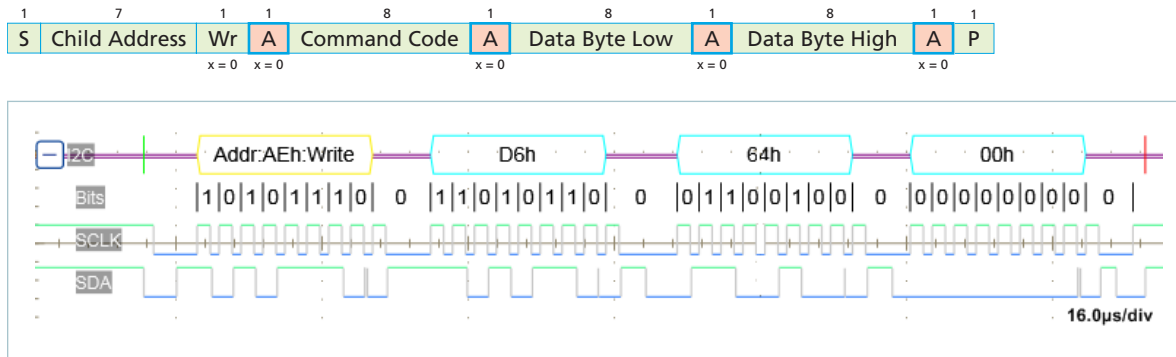 1 7 1 1 8 1 8 1 8 1 1
S Child Address Wr A Command Code A Data Byte Low A Data Byte High A P
x = 0 x = 0 x = 0 x = 0 x = 0
I2C Addr:AEh:Write D6h 64h 00h
Bits 1 0 1 0 1 1 1 0 0 1 1 0 1 0 1 1 0 0 0 1 1 0 0 1 0 0 0 0 0 0 0 0 0 0 0 0
SCLK
SDA
16.0µs/div